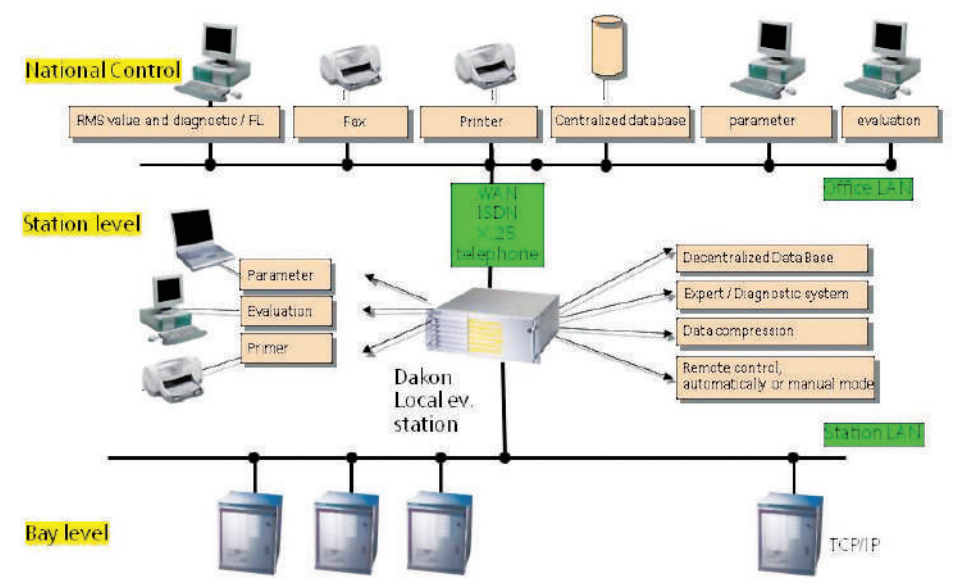 National Control
RMS value and diagnostic / FL
Fax
Printer
Centralized database
parameter
evaluation
Office LAN
WAN
ISDN
X.25
telephone
Station level
Parameter
Evaluation
Primer
Decentralized Data Base
Expert / Diagnostic system
Data compression
Remote control,
automatically or manual mode
Dakon
Local ev.
station
Station LAN
Bay level
TCP/IP